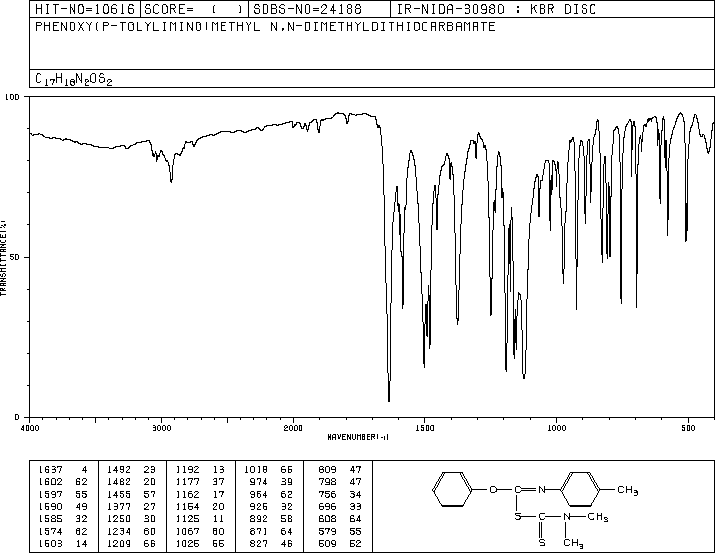 HIT-NO=10616 SCORE= ( ) SDBS-NO=24188 IR-NIDA-30980 : KBR DISC
PHENOXY(P-TOLYLIMINO)METHYL N,N-DIMETHYLDITHIOCARBAMATE
C17H18N2OS2
100
50
0
TRANSMITTANCE(%)
4000 3000 2000 1500 1000 500
WAVENUMBER(-1)
1637 4 1492 23 1192 13 1018 66 809 47
1602 62 1482 20 1177 37 974 39 798 47
1597 55 1455 57 1162 17 964 62 756 34
1590 49 1377 27 1154 20 926 32 696 33
1585 32 1250 30 1125 11 892 58 608 64
1574 62 1234 60 1067 60 871 64 579 55
1503 14 1209 66 1026 55 827 46 509 52
O C N CH3
S C N CH3
S CH3